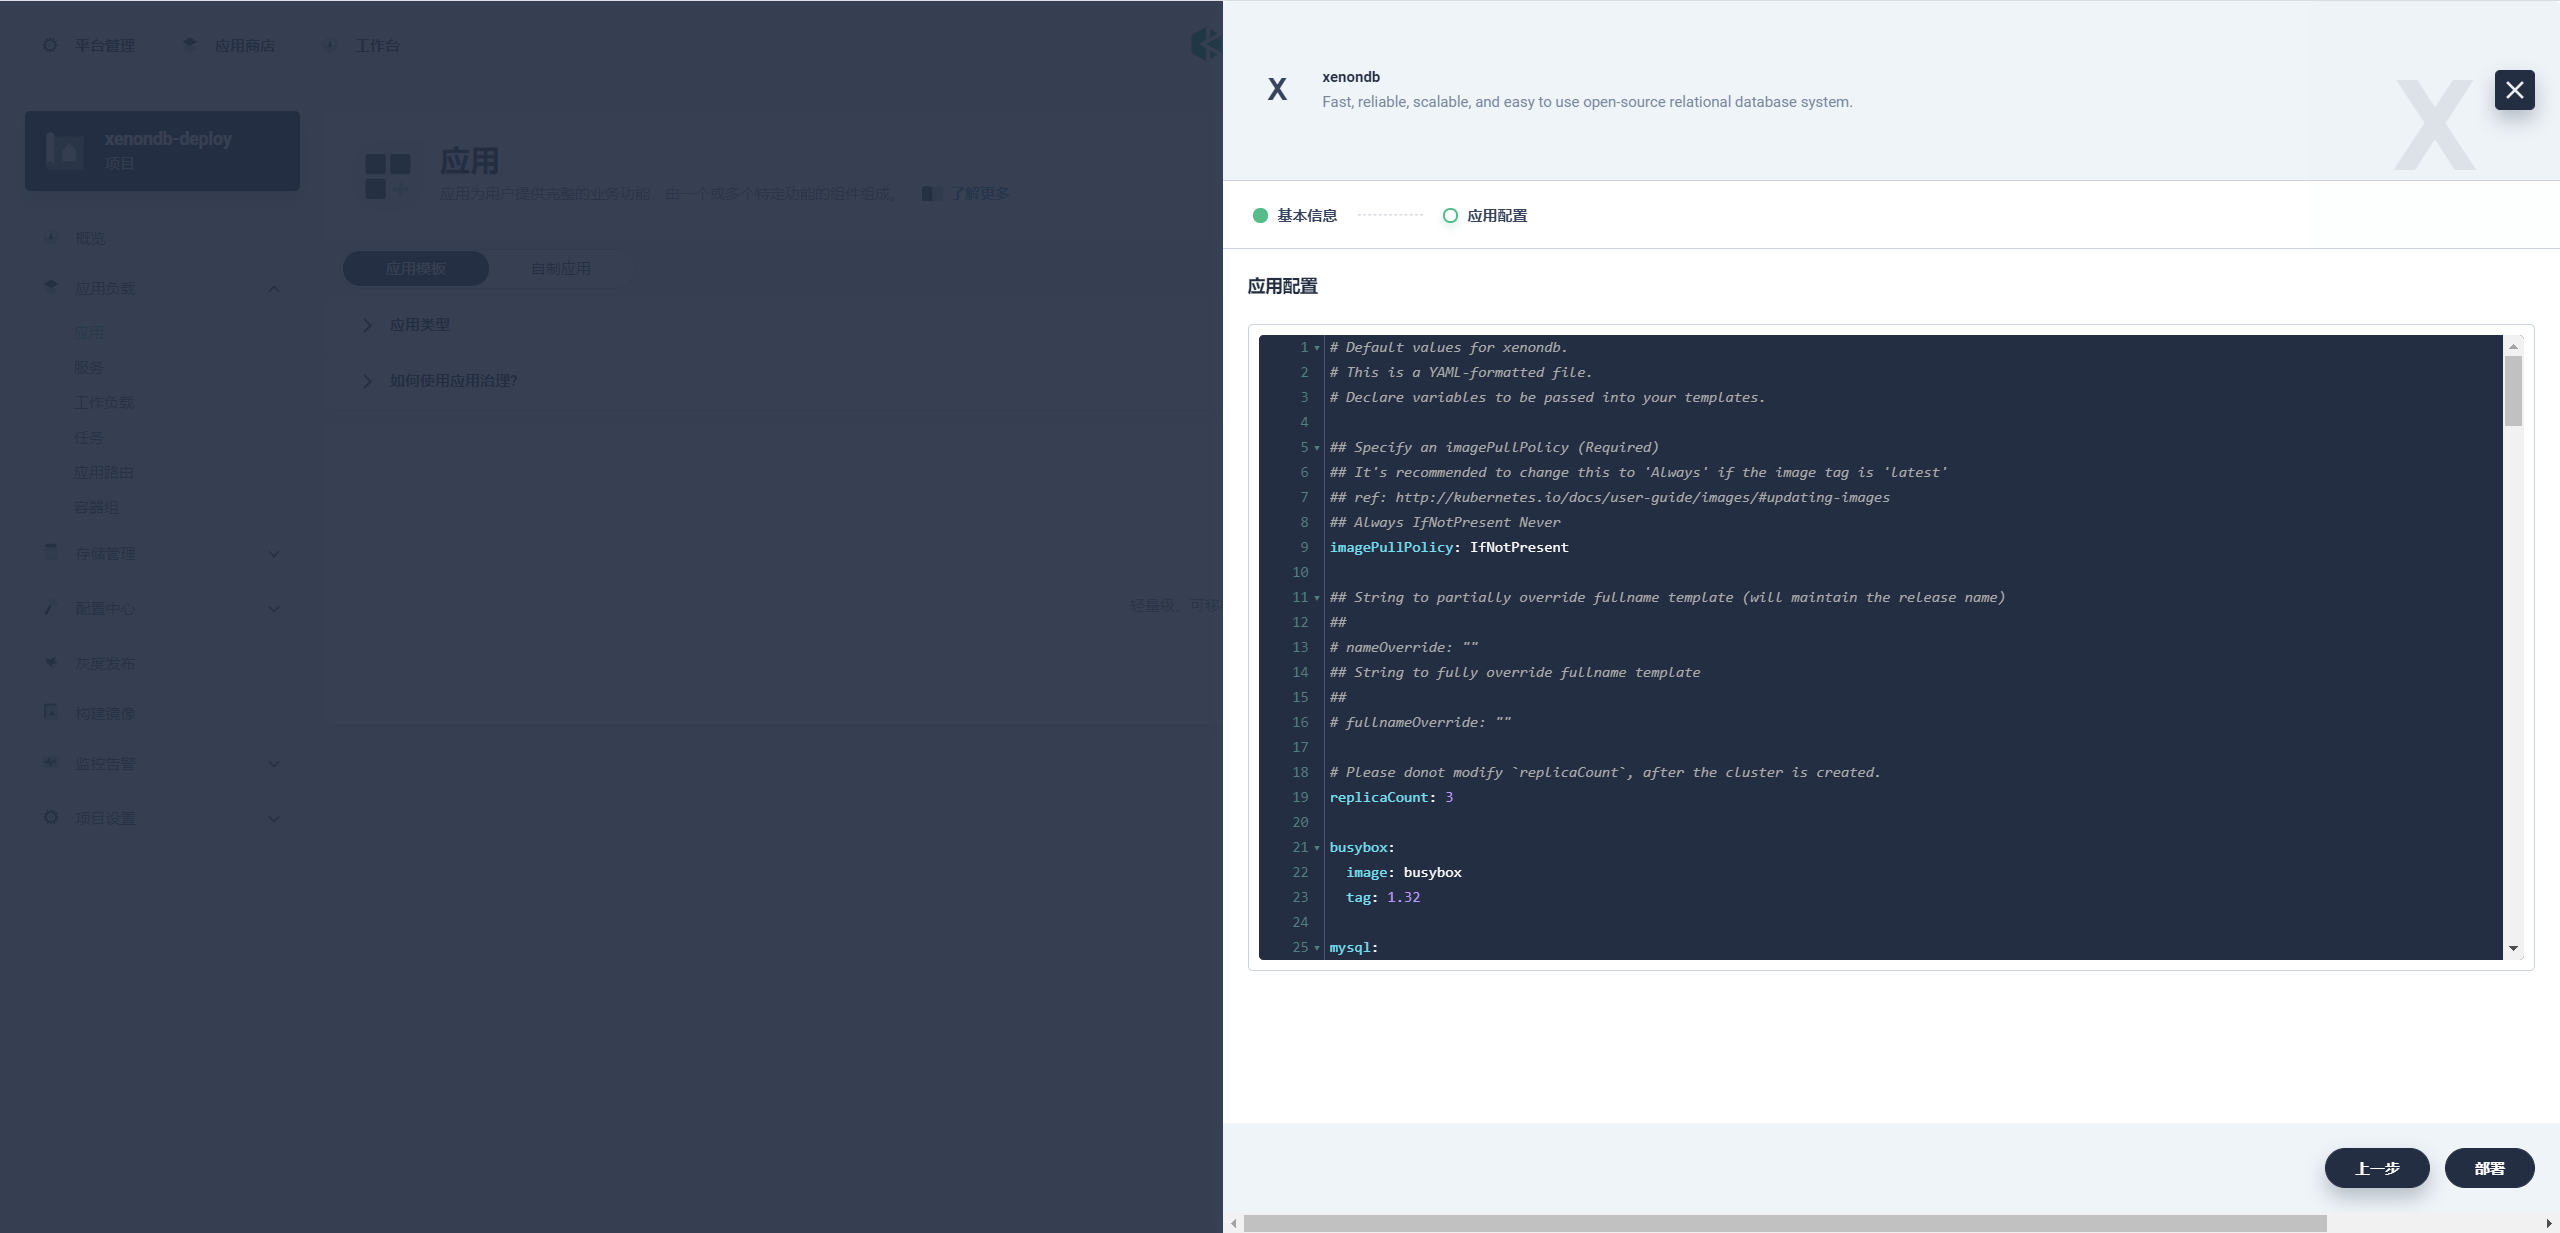 平台管理
应用商店
工作台
xenondb-deploy
项目
概览
应用负载
应用
服务
工作负载
任务
应用路由
容器组
存储管理
配置中心
灰度发布
构建镜像
监控告警
项目设置
应用
应用为用户提供完整的业务功能，由一个或多个特定功能的组件组成。
了解更多
应用模板
自制应用
应用类型
如何使用应用治理?
轻量级、可移
X
xenondb
Fast, reliable, scalable, and easy to use open-source relational database system.
X
基本信息
应用配置
应用配置
1 # Default values for xenondb.
2 # This is a YAML-formatted file.
3 # Declare variables to be passed into your templates.
4
5 ## Specify an imagePullPolicy (Required)
6 ## It's recommended to change this to 'Always' if the image tag is 'latest'
7 ## ref: http://kubernetes.io/docs/user-guide/images/#updating-images
8 ## Always IfNotPresent Never
9 imagePullPolicy: IfNotPresent
10
11 ## String to partially override fullname template (will maintain the release name)
12 ##
13 # nameOverride: ""
14 ## String to fully override fullname template
15 ##
16 # fullnameOverride: ""
17
18 # Please donot modify `replicaCount`, after the cluster is created.
19 replicaCount: 3
20
21 busybox:
22 image: busybox
23 tag: 1.32
24
25 mysql:
上一步
部署